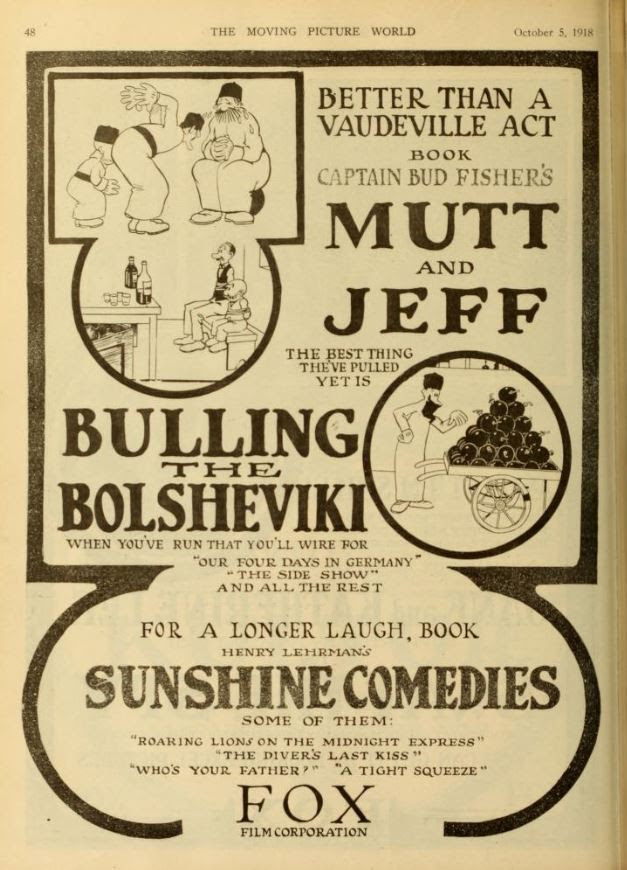 48
THE MOVING PICTURE WORLD
October 5, 1918
BETTER THAN A
VAUDEVILLE ACT
BOOK
CAPTAIN BUD FISHER'S
MUTT
AND
JEFF
THE BEST THING
THEV'E PULLED
YET IS
BULLING
THE
BOLSHEVIKI
WHEN YOU'VE RUN THAT YOU'LL WIRE FOR
"OUR FOUR DAYS IN GERMANY"
"THE SIDE SHOW"
AND ALL THE REST
FOR A LONGER LAUGH, BOOK
HENRY LEHRMAN'S
SUNSHINE COMEDIES
SOME OF THEM:
"ROARING LIONS ON THE MIDNIGHT EXPRESS"
"THE DIVER'S LAST KISS"
"WHO'S YOUR FATHER?" "A TIGHT SQUEEZE"
FOX
FILM CORPORATION